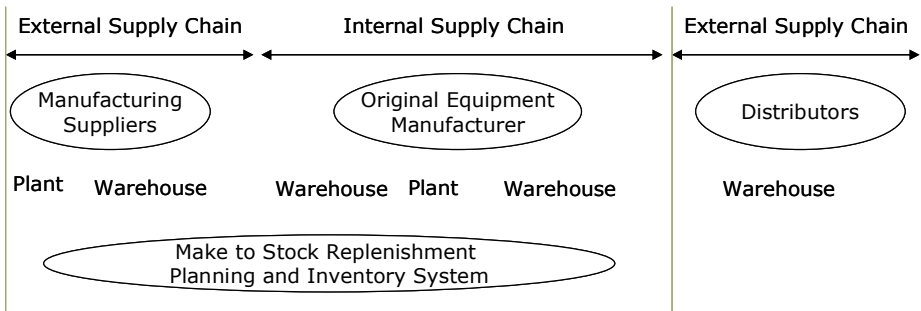 External Supply Chain
Internal Supply Chain
External Supply Chain
Manufacturing
Suppliers
Original Equipment
Manufacturer
Distributors
Plant
Warehouse
Warehouse
Plant
Warehouse
Warehouse
Make to Stock Replenishment
Planning and Inventory System